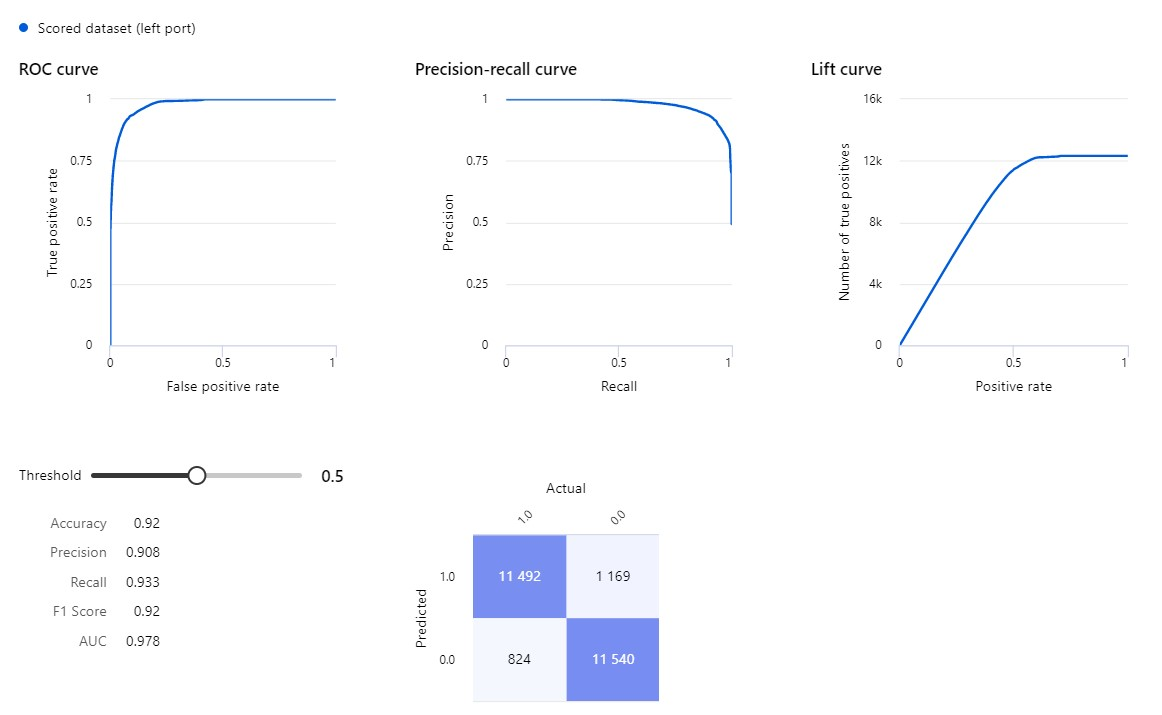 Scored dataset (left port)
ROC curve
1
0.75
0.5
0.25
0
0
0.5
1
True positive rate
False positive rate
Precision-recall curve
1
0.75
0.5
0.25
0
0
0.5
1
Precision
Recall
Lift curve
16k
12k
8k
4k
0
0
0.5
1
Number of true positives
Positive rate
Threshold 0.5
Accuracy 0.92
Precision 0.908
Recall 0.933
F1 Score 0.92
AUC 0.978
Actual
1.0 0.0
Predicted
1.0 11 492 1 169
0.0 824 11 540